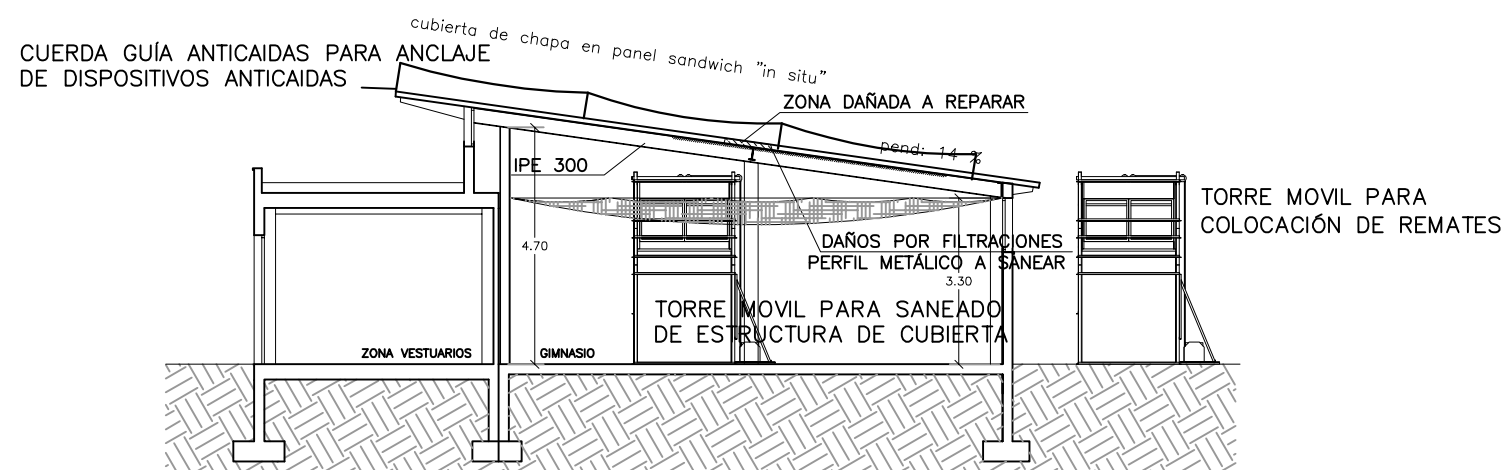 cubierta de chapa en panel sandwich "in situ"
CUERDA GUÍA ANTICAIDAS PARA ANCLAJE
DE DISPOSITIVOS ANTICAIDAS
ZONA DAÑADA A REPARAR
pend: 14 %
IPE 300
TORRE MOVIL PARA
COLOCACIÓN DE REMATES
4.70
DAÑOS POR FILTRACIONES
PERFIL METÁLICO A SANEAR
3.30
TORRE MOVIL PARA SANEADO
DE ESTRUCTURA DE CUBIERTA
ZONA VESTUARIOS
GIMNASIO